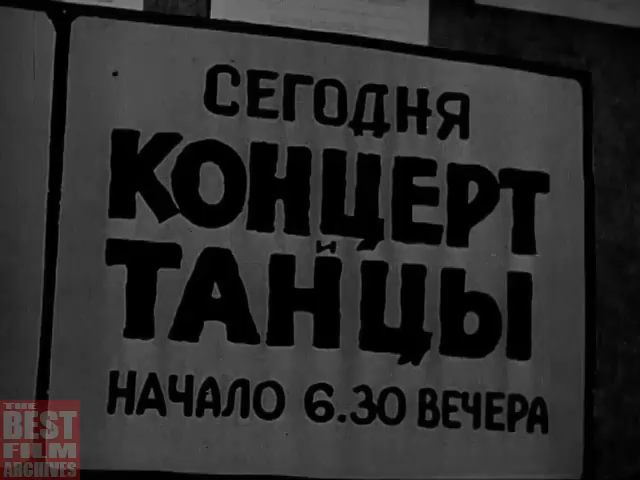 СЕГОДНЯ
КОНЦЕРТ
И
ТАНЦЫ
НАЧАЛО 6.30 ВЕЧЕРА
THE
BEST
FILM
ARCHIVES